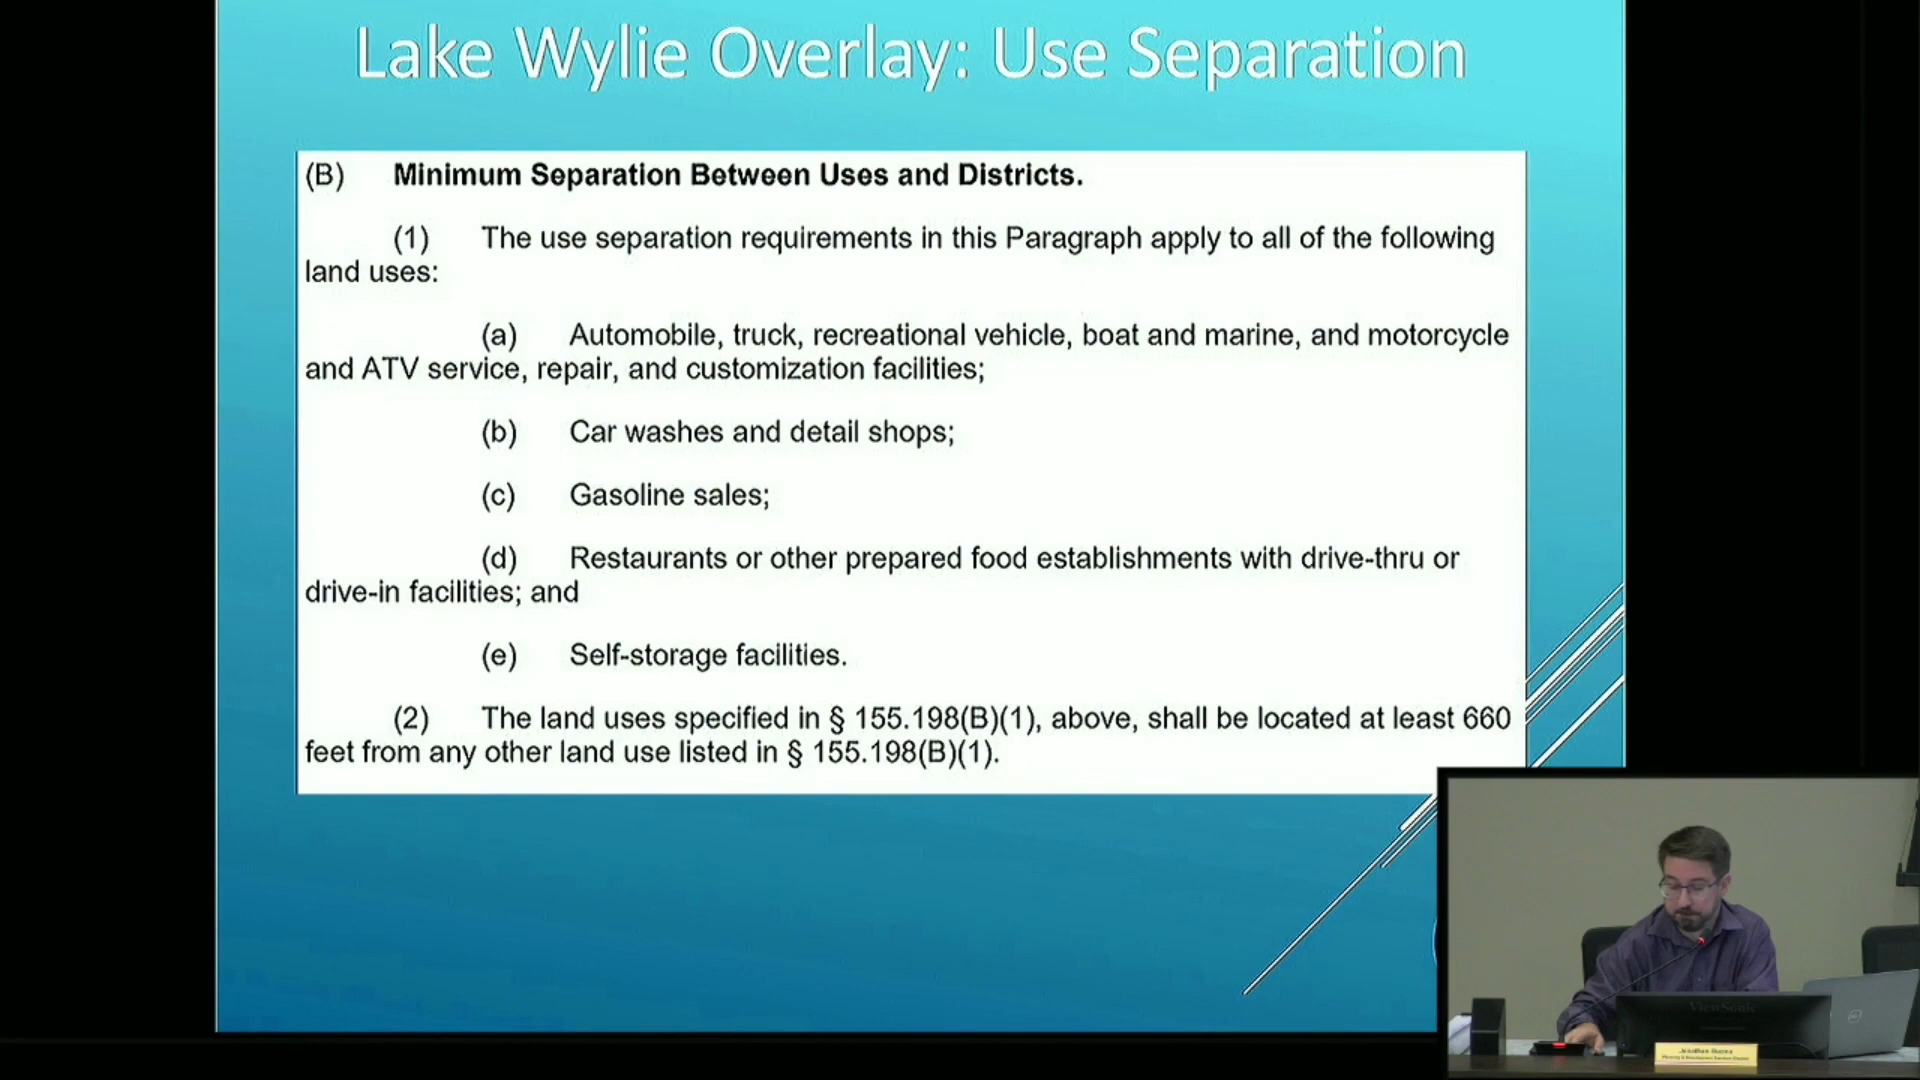 Lake Wylie Overlay: Use Separation
(B) Minimum Separation Between Uses and Districts.
(1) The use separation requirements in this Paragraph apply to all of the following
land uses:
(a) Automobile, truck, recreational vehicle, boat and marine, and motorcycle
and ATV service, repair, and customization facilities;
(b) Car washes and detail shops;
(c) Gasoline sales;
(d) Restaurants or other prepared food establishments with drive-thru or
drive-in facilities; and
(e) Self-storage facilities.
(2) The land uses specified in § 155.198(B)(1), above, shall be located at least 660
feet from any other land use listed in § 155.198(B)(1).
ViewSonic